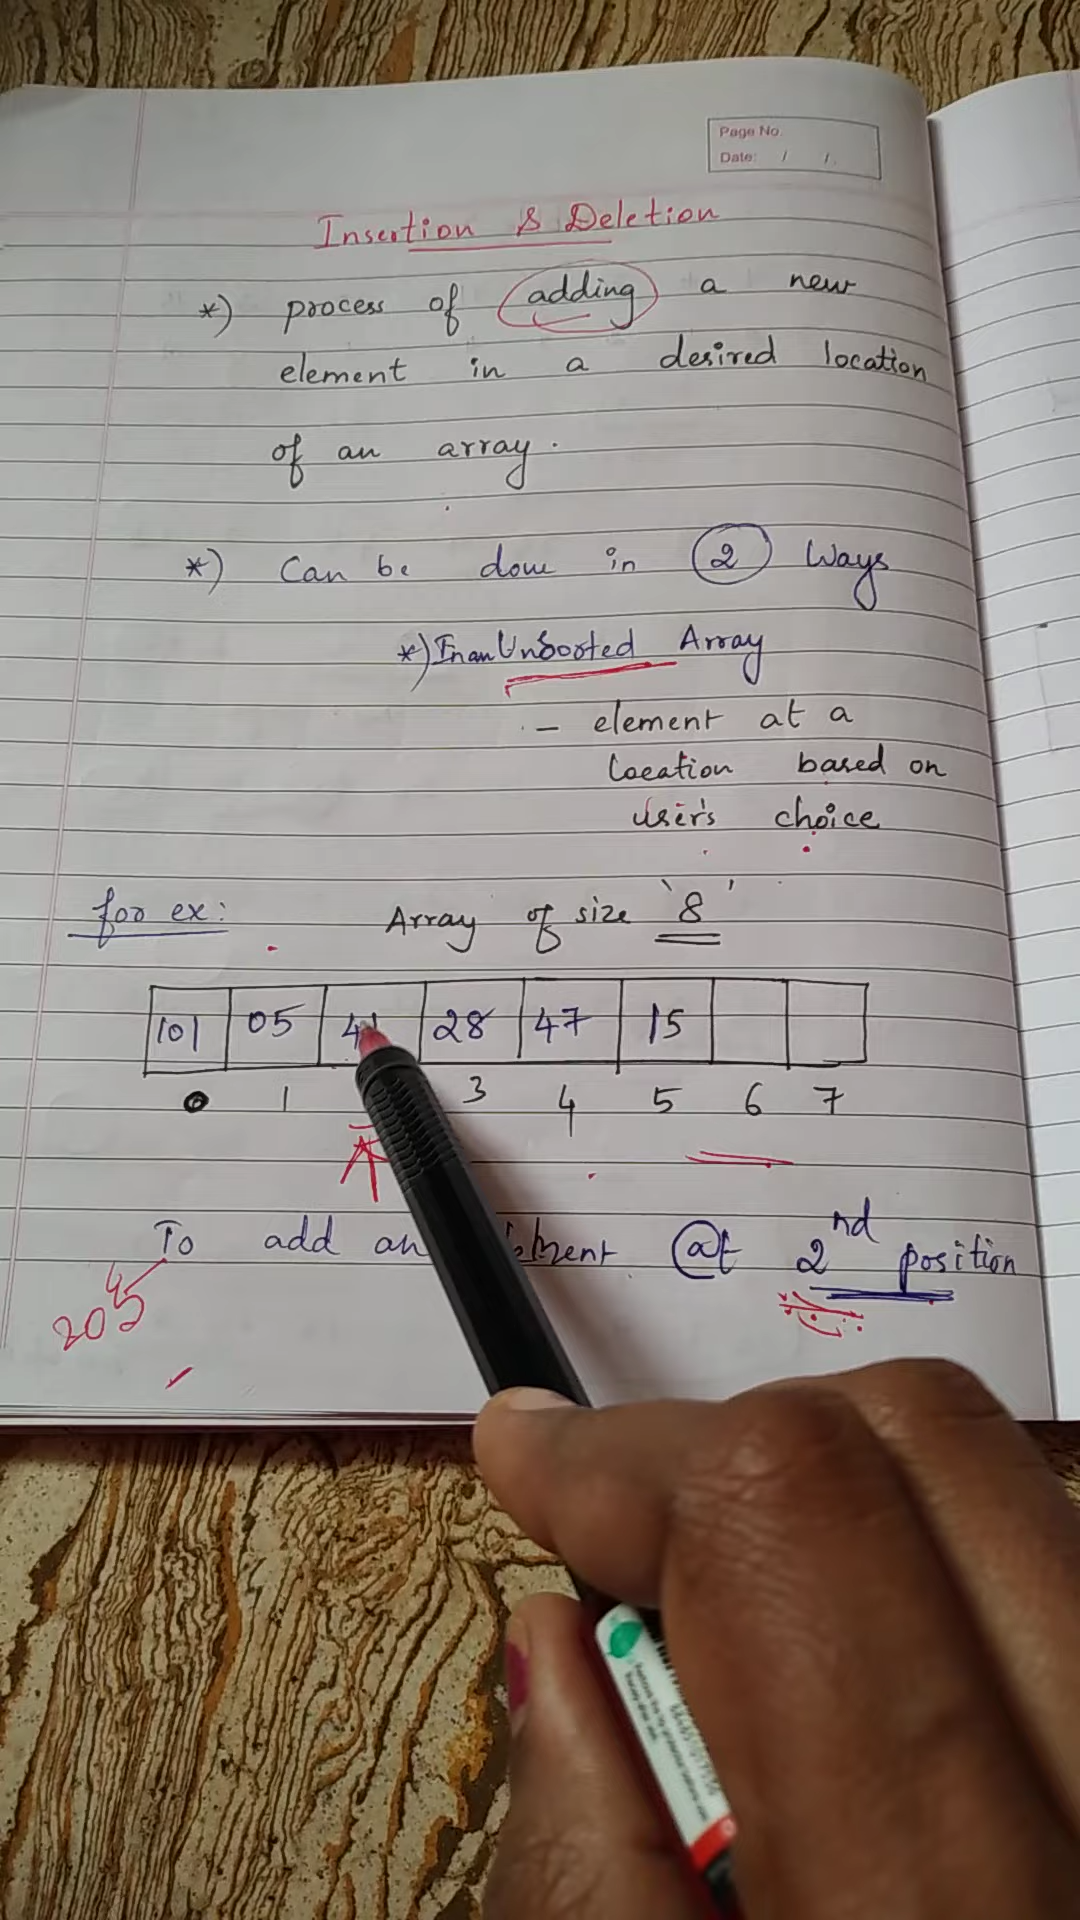 Page No.
Date: / /
Insertion & Deletion
*) process of adding a new
element in a desired location
of an array.
*) Can be done in 2 Ways
*) In an Unsorted Array
- element at a
location based on
user's choice
for ex: Array of size '8'
101 05 28 47 15
0 1 3 4 5 6 7
To add an @t 2nd position
205